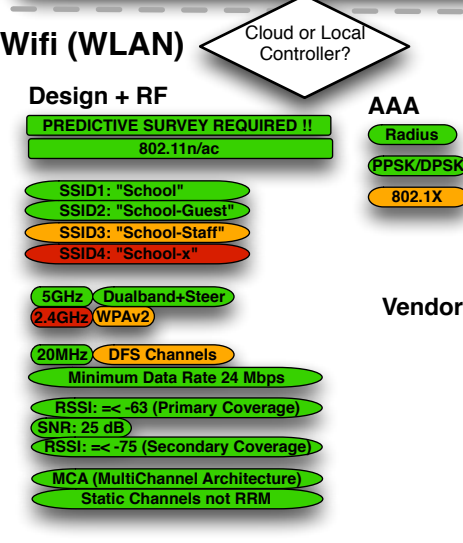 Wifi (WLAN)
Cloud or Local
Controller?
Design + RF
PREDICTIVE SURVEY REQUIRED !!
802.11n/ac
SSID1: "School"
SSID2: "School-Guest"
SSID3: "School-Staff"
SSID4: "School-x"
5GHz Dualband+Steer
2.4GHz WPAv2
20MHz DFS Channels
Minimum Data Rate 24 Mbps
RSSI: =< -63 (Primary Coverage)
SNR: 25 dB
RSSI: =< -75 (Secondary Coverage)
MCA (MultiChannel Architecture)
Static Channels not RRM
AAA
Radius
PPSK/DPSK
802.1X
Vendor